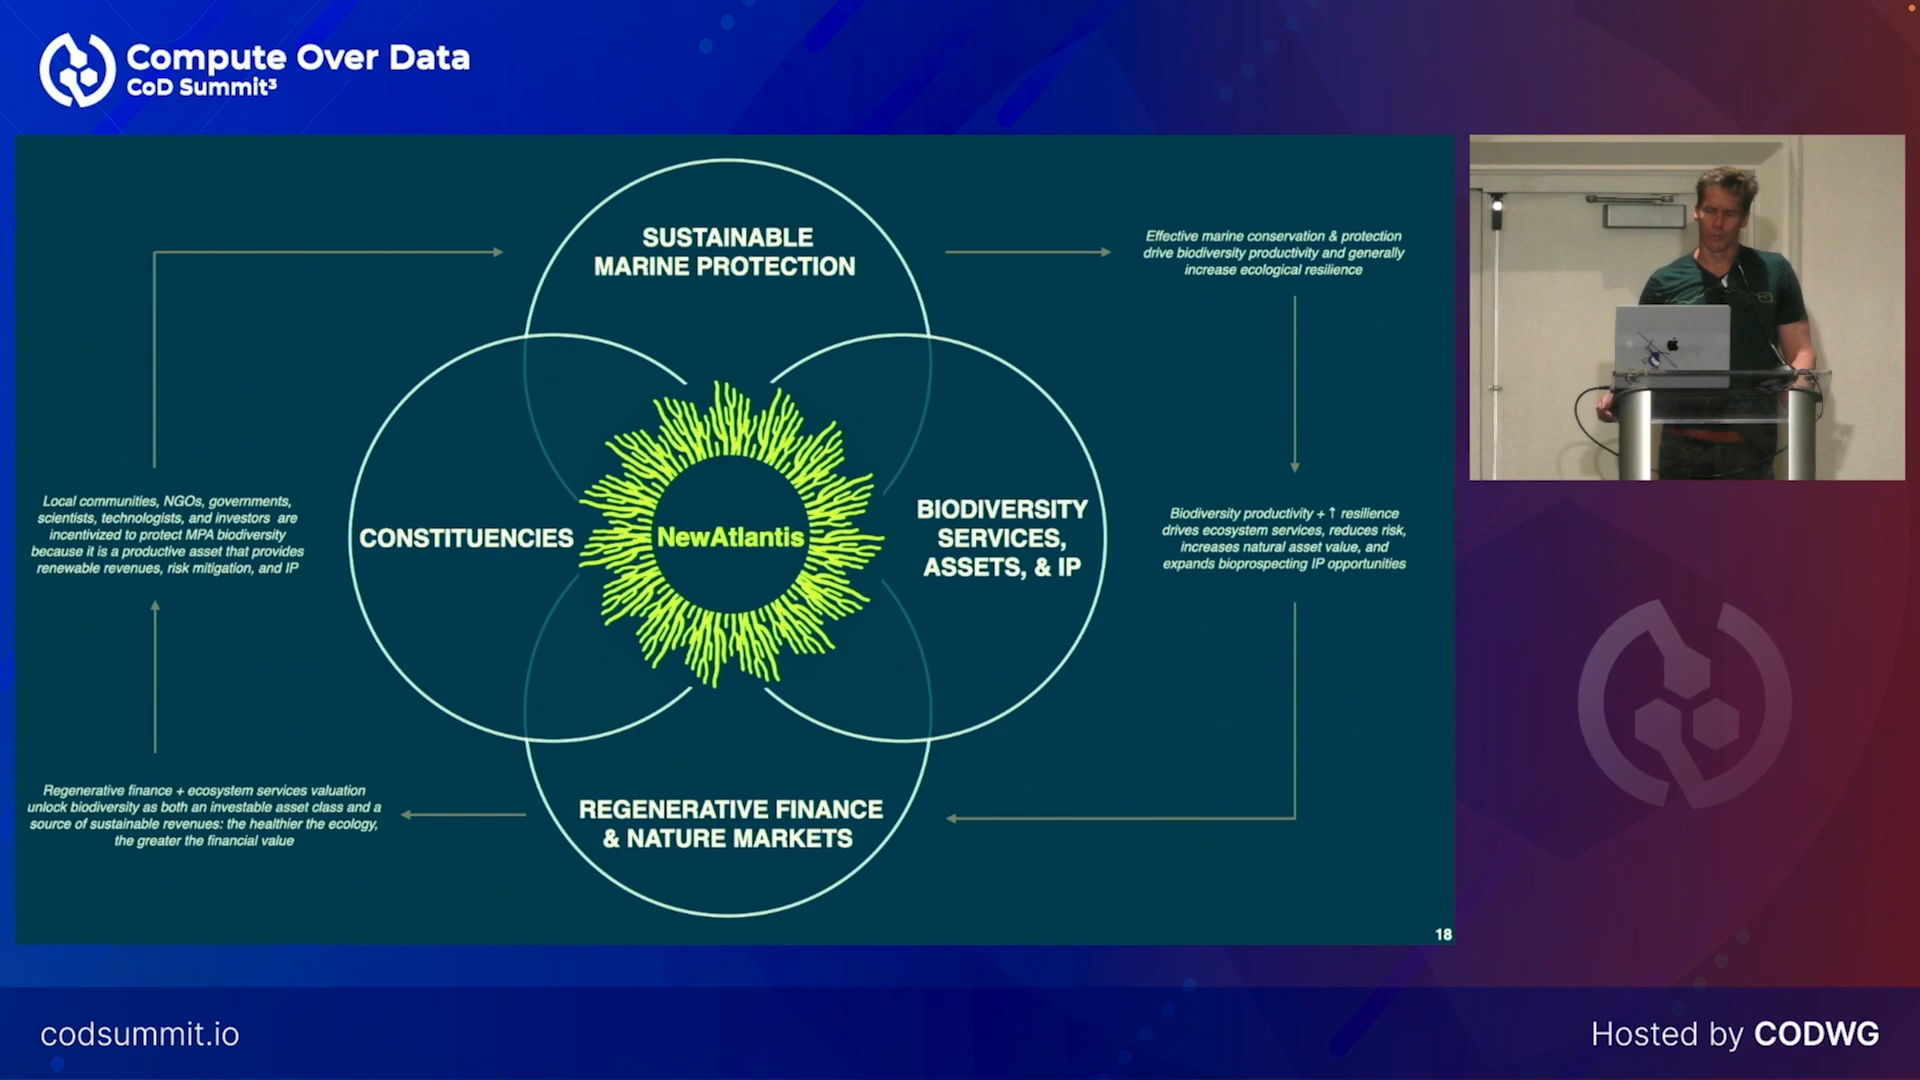 Compute Over Data
CoD Summit³
SUSTAINABLE
MARINE PROTECTION
Effective marine conservation & protection
drive biodiversity productivity and generally
increase ecological resilience
Local communities, NGOs, governments,
scientists, technologists, and investors are
incentivized to protect MPA biodiversity
because it is a productive asset that provides
renewable revenues, risk mitigation, and IP
CONSTITUENCIES
NewAtlantis
BIODIVERSITY
SERVICES,
ASSETS, & IP
Biodiversity productivity + ↑ resilience
drives ecosystem services, reduces risk,
increases natural asset value, and
expands bioprospecting IP opportunities
Regenerative finance + ecosystem services valuation
unlock biodiversity as both an investable asset class and a
source of sustainable revenues: the healthier the ecology,
the greater the financial value
REGENERATIVE FINANCE
& NATURE MARKETS
18
codsummit.io
Hosted by CODWG